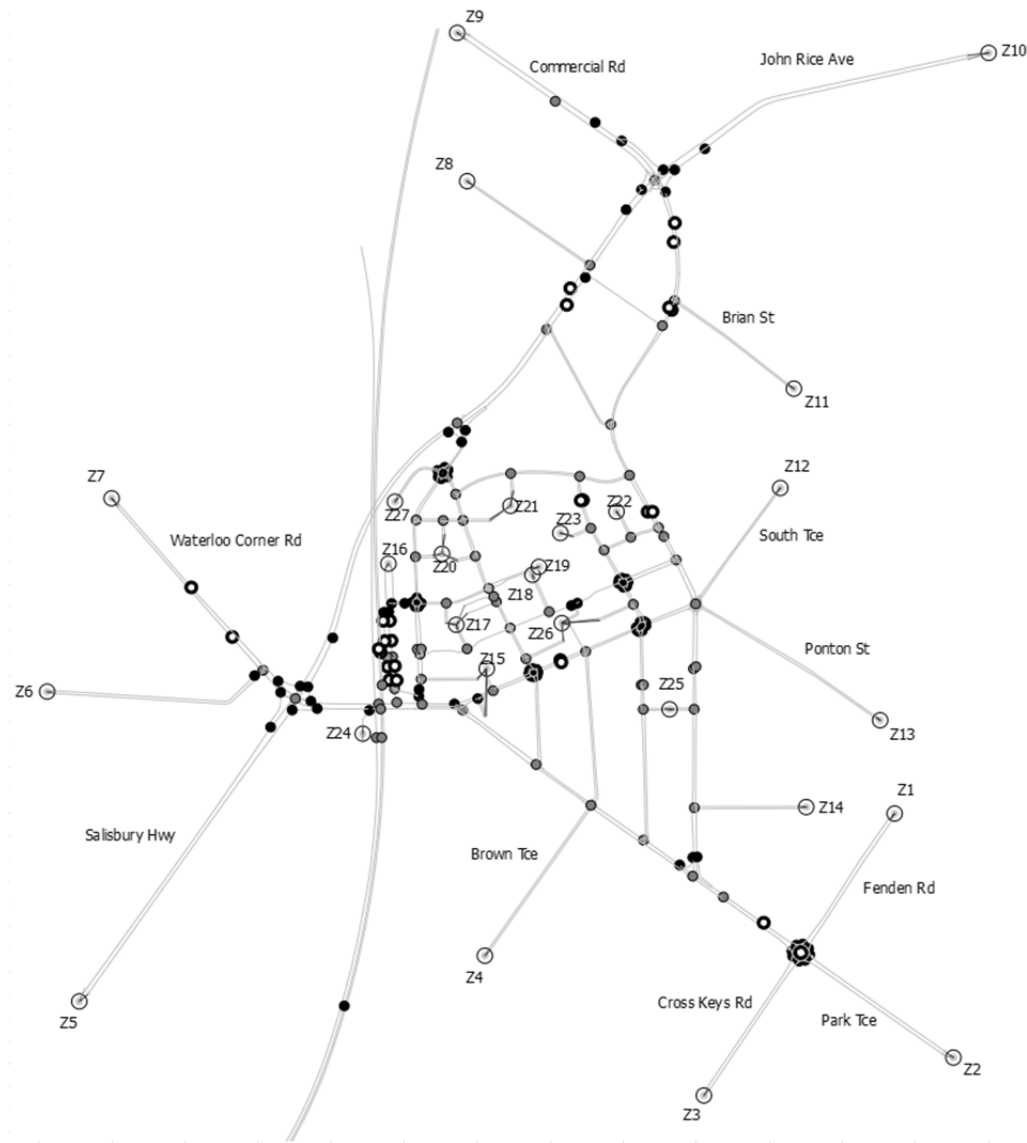 Z9
Z10
John Rice Ave
Commercial Rd
Z8
Brian St
Z11
Z12
Z7
Z21
Z22
Z27
Z23
South Tce
Waterloo Corner Rd
Z16
Z20
Z19
Z18
Z17
Z26
Ponton St
Z15
Z6
Z25
Z13
Z24
Z14
Z1
Salisbury Hwy
Brown Tce
Fenden Rd
Z4
Cross Keys Rd
Park Tce
Z5
Z2
Z3